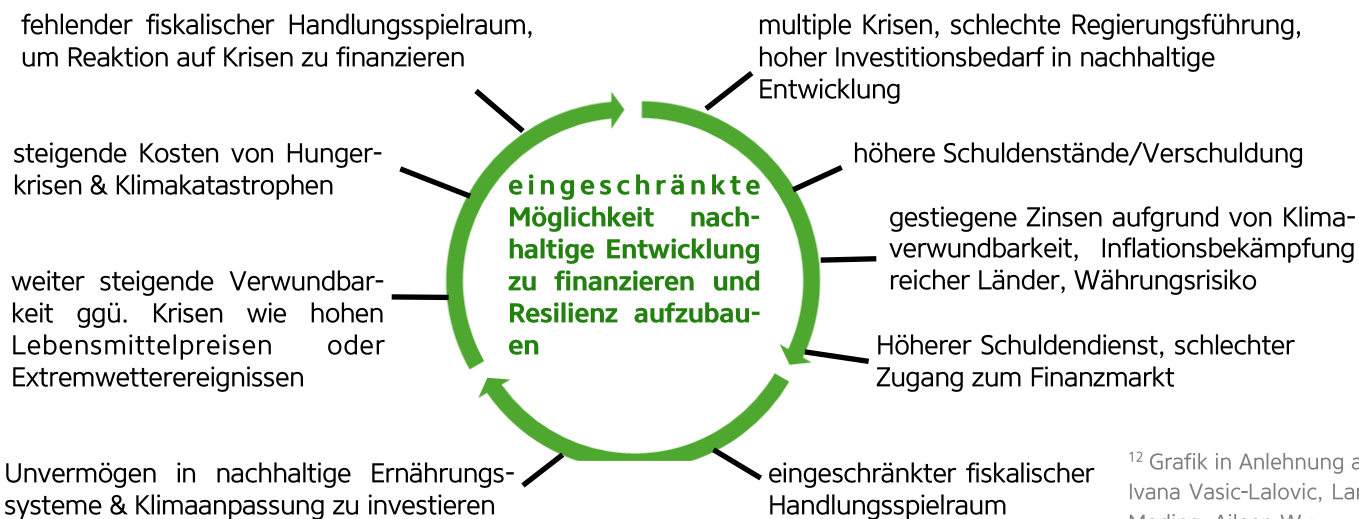 fehlender fiskalischer Handlungsspielraum,
um Reaktion auf Krisen zu finanzieren
multiple Krisen, schlechte Regierungsführung,
hoher Investitionsbedarf in nachhaltige
Entwicklung
steigende Kosten von Hunger-
krisen & Klimakatastrophen
höhere Schuldenstände/Verschuldung
eingeschränkte
Möglichkeit nach-
haltige Entwicklung
zu finanzieren und
Resilienz aufzubau-
en
gestiegene Zinsen aufgrund von Klima-
verwundbarkeit, Inflationsbekämpfung
reicher Länder, Währungsrisiko
weiter steigende Verwundbar-
keit ggü. Krisen wie hohen
Lebensmittelpreisen oder
Extremwetterereignissen
Höherer Schuldendienst, schlechter
Zugang zum Finanzmarkt
Unvermögen in nachhaltige Ernährungs-
systeme & Klimaanpassung zu investieren
eingeschränkter fiskalischer
Handlungsspielraum
12 Grafik in Anlehnung
Ivana Vasic-Lalovic,